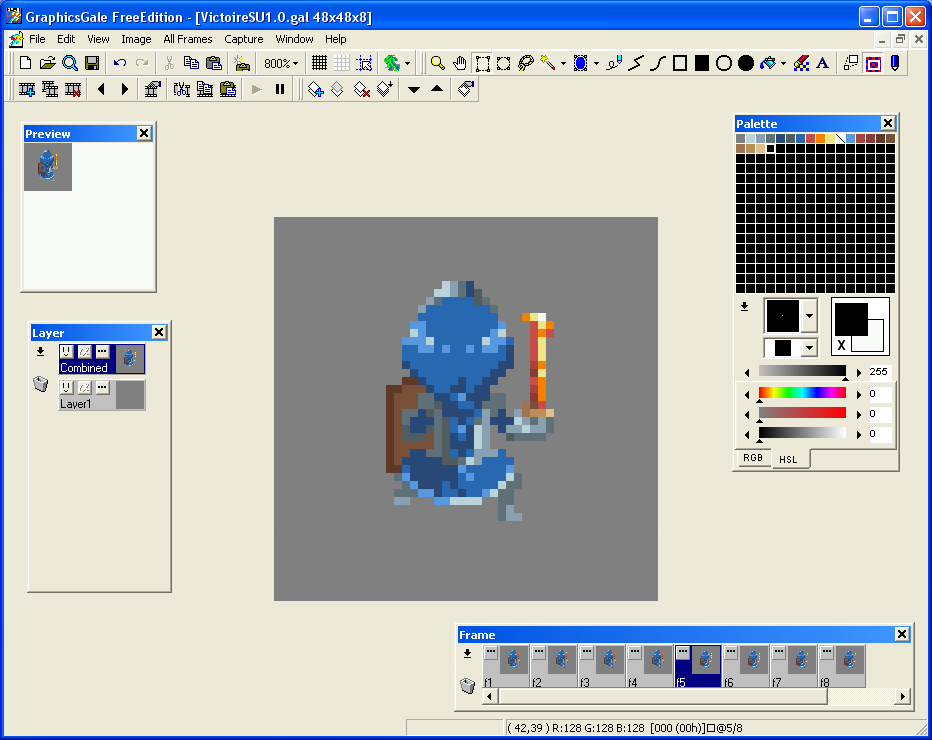 GraphicsGale FreeEdition - [VictoireSU1.0.gal 48x48x8]
File Edit View Image All Frames Capture Window Help
800%
A
Preview
Palette
Layer
Combined
Layer1
X
255
0
0
0
RGB HSL
Frame
f1 f2 f3 f4 f5 f6 f7 f8
( 42,39 ) R:128 G:128 B:128 [000 (00h)]□@5/8